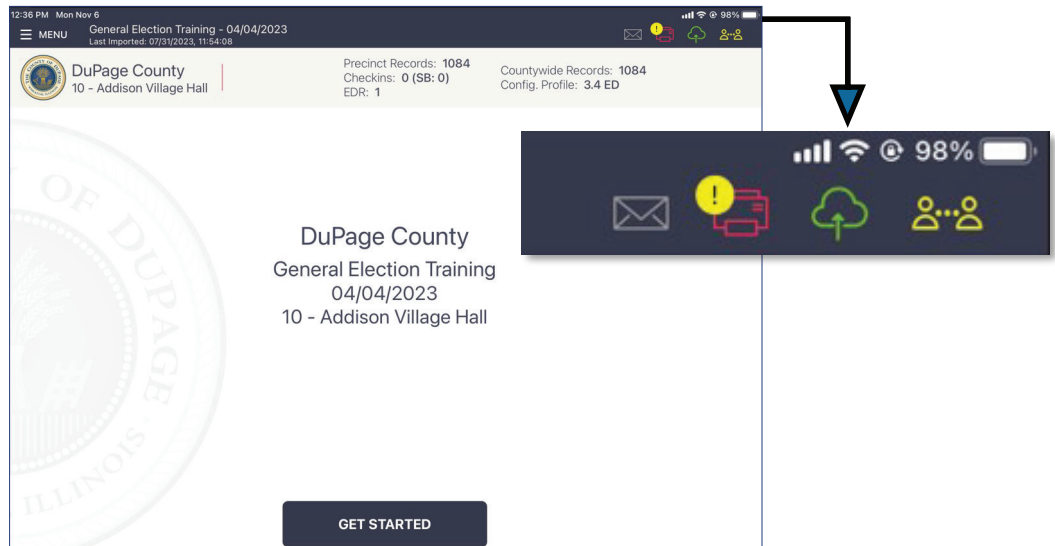 12:36 PM Mon Nov 6
98%
MENU
General Election Training - 04/04/2023
Last Imported: 07/31/2023, 11:54:08
!
DuPage County
10 - Addison Village Hall
Precinct Records: 1084
Checkins: 0 (SB: 0)
EDR: 1
Countywide Records: 1084
Config. Profile: 3.4 ED
98%
!
OF DUPAGE
ILLINOIS
DuPage County
General Election Training
04/04/2023
10 - Addison Village Hall
GET STARTED